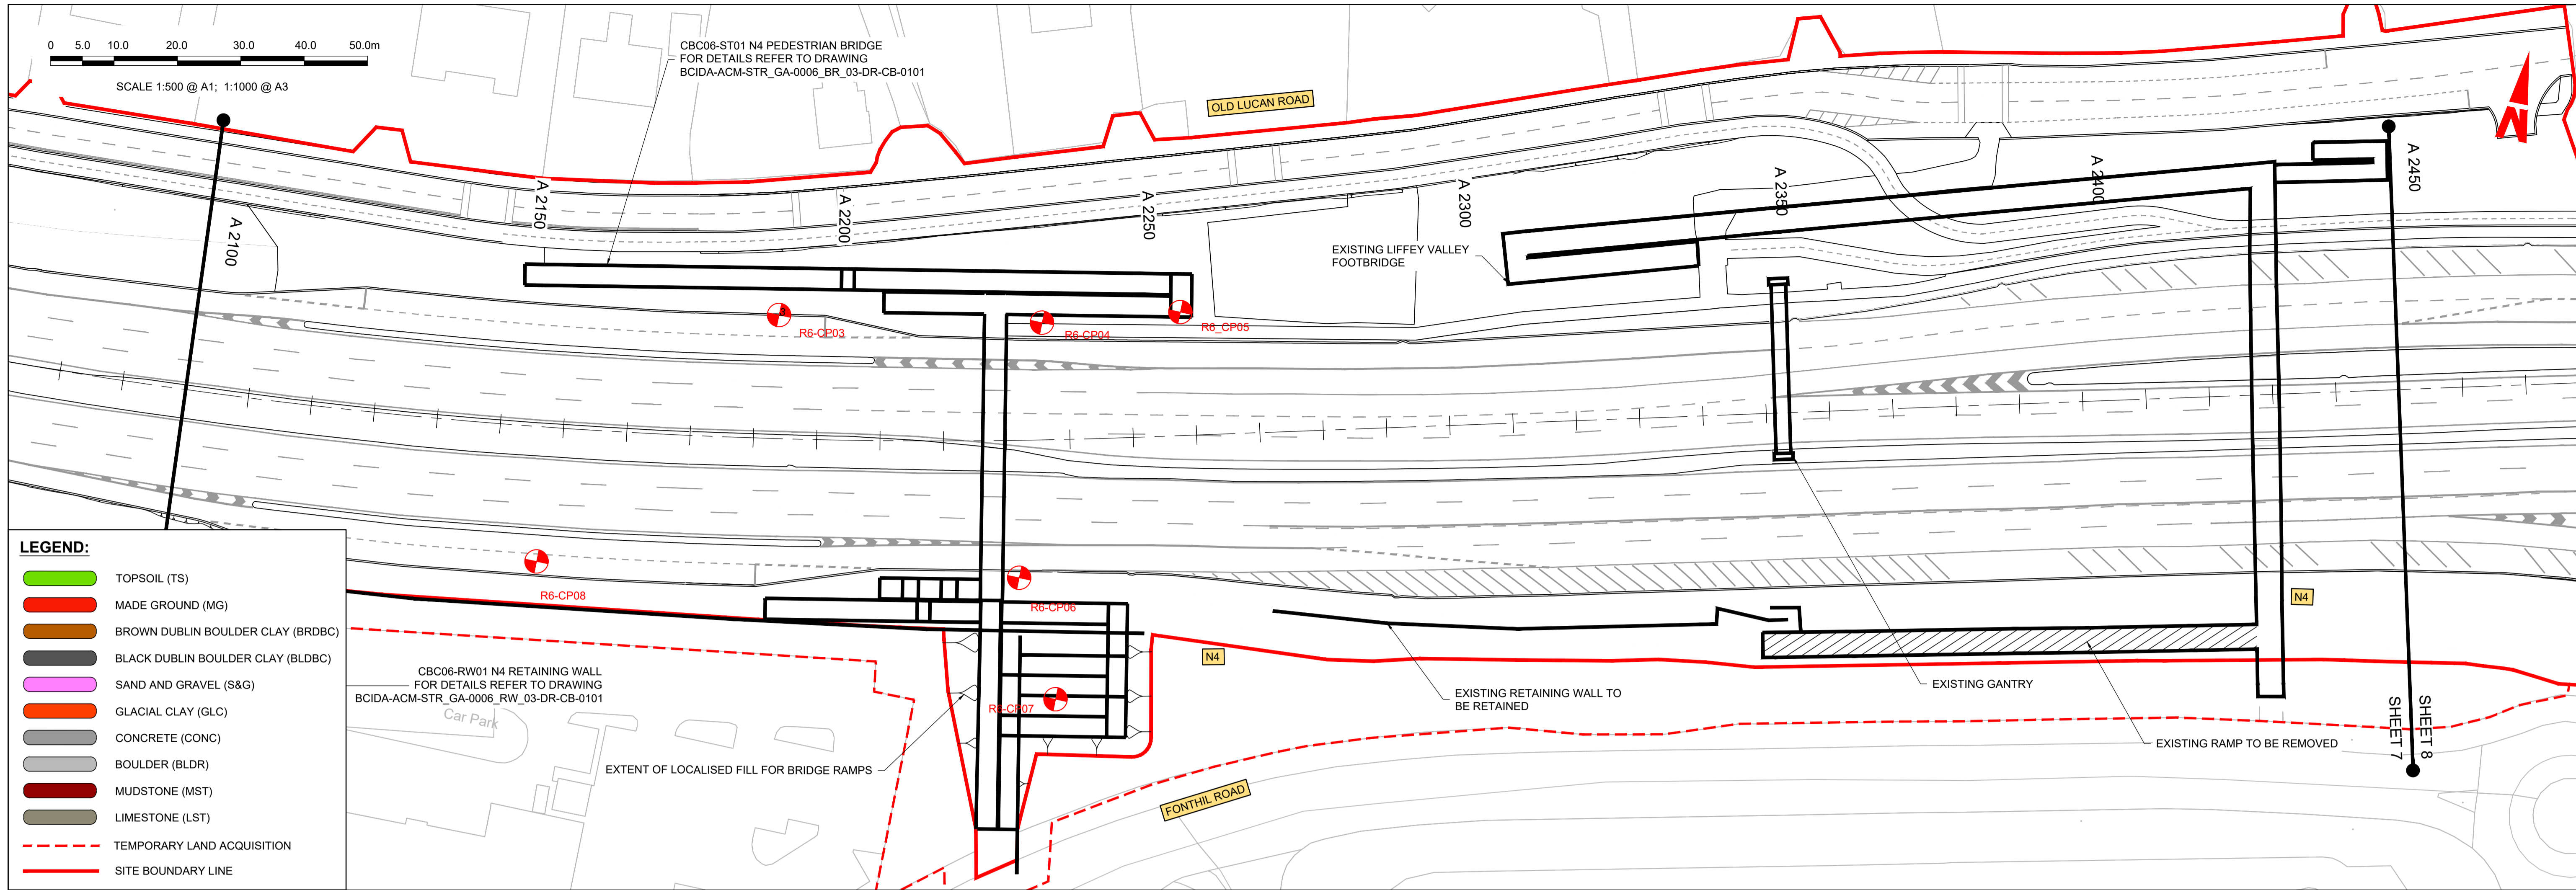 0 5.0 10.0 20.0 30.0 40.0 50.0m
SCALE 1:500 @ A1; 1:1000 @ A3
CBC06-ST01 N4 PEDESTRIAN BRIDGE
FOR DETAILS REFER TO DRAWING
BCIDA-ACM-STR_GA-0006_BR_03-DR-CB-0101
OLD LUCAN ROAD
N
A 2100
A 2150
A 2200
A 2250
A 2300
A 2350
A 2400
A 2450
EXISTING LIFFEY VALLEY
FOOTBRIDGE
R6-CP03
R6-CP04
R6_CP05
R6-CP08
R6-CP06
R6-CP07
N4
N4
LEGEND:
TOPSOIL (TS)
MADE GROUND (MG)
BROWN DUBLIN BOULDER CLAY (BRDBC)
BLACK DUBLIN BOULDER CLAY (BLDBC)
SAND AND GRAVEL (S&G)
GLACIAL CLAY (GLC)
CONCRETE (CONC)
BOULDER (BLDR)
MUDSTONE (MST)
LIMESTONE (LST)
TEMPORARY LAND ACQUISITION
SITE BOUNDARY LINE
CBC06-RW01 N4 RETAINING WALL
FOR DETAILS REFER TO DRAWING
BCIDA-ACM-STR_GA-0006_RW_03-DR-CB-0101
Car Park
EXTENT OF LOCALISED FILL FOR BRIDGE RAMPS
EXISTING RETAINING WALL TO
BE RETAINED
EXISTING GANTRY
EXISTING RAMP TO BE REMOVED
FONTHIL ROAD
SHEET 7
SHEET 8